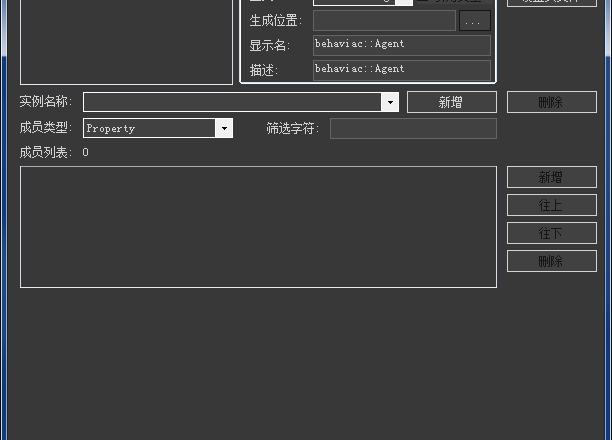 生成位置:
...
显示名: behaviac::Agent
描述: behaviac::Agent
实例名称: 新增 删除
成员类型: Property 筛选字符:
成员列表: 0
新增
往上
往下
删除